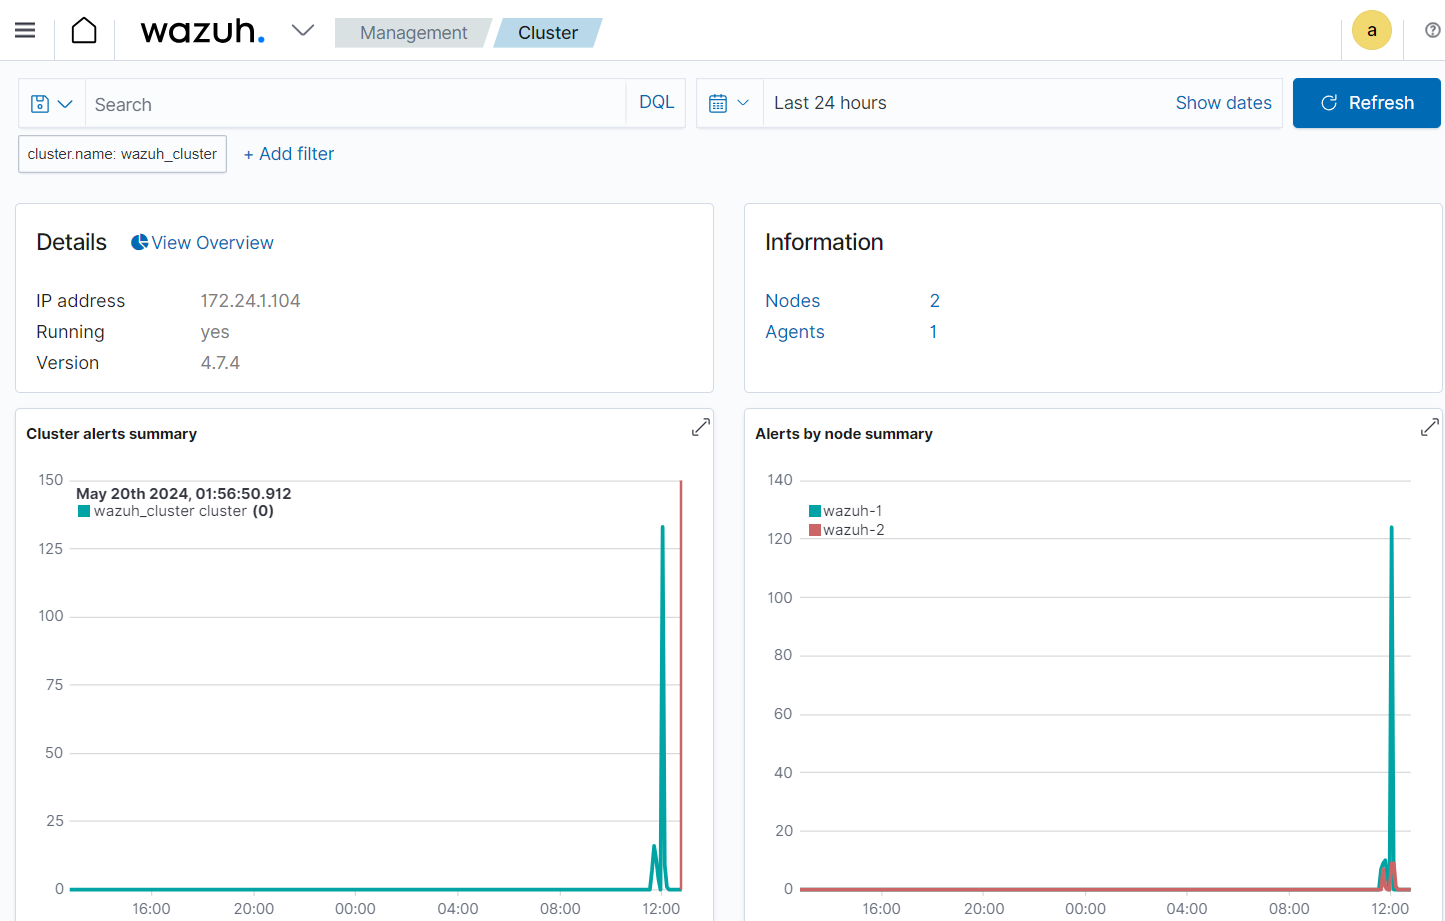 wazuh.
Management
Cluster
a
Search
DQL
Last 24 hours
Show dates
Refresh
cluster.name: wazuh_cluster
+ Add filter
Details
View Overview
IP address 172.24.1.104
Running yes
Version 4.7.4
Information
Nodes 2
Agents 1
Cluster alerts summary
150
125
100
75
50
25
0
May 20th 2024, 01:56:50.912
wazuh_cluster cluster (0)
16:00 20:00 00:00 04:00 08:00 12:00
Alerts by node summary
140
120
100
80
60
40
20
0
wazuh-1
wazuh-2
16:00 20:00 00:00 04:00 08:00 12:00